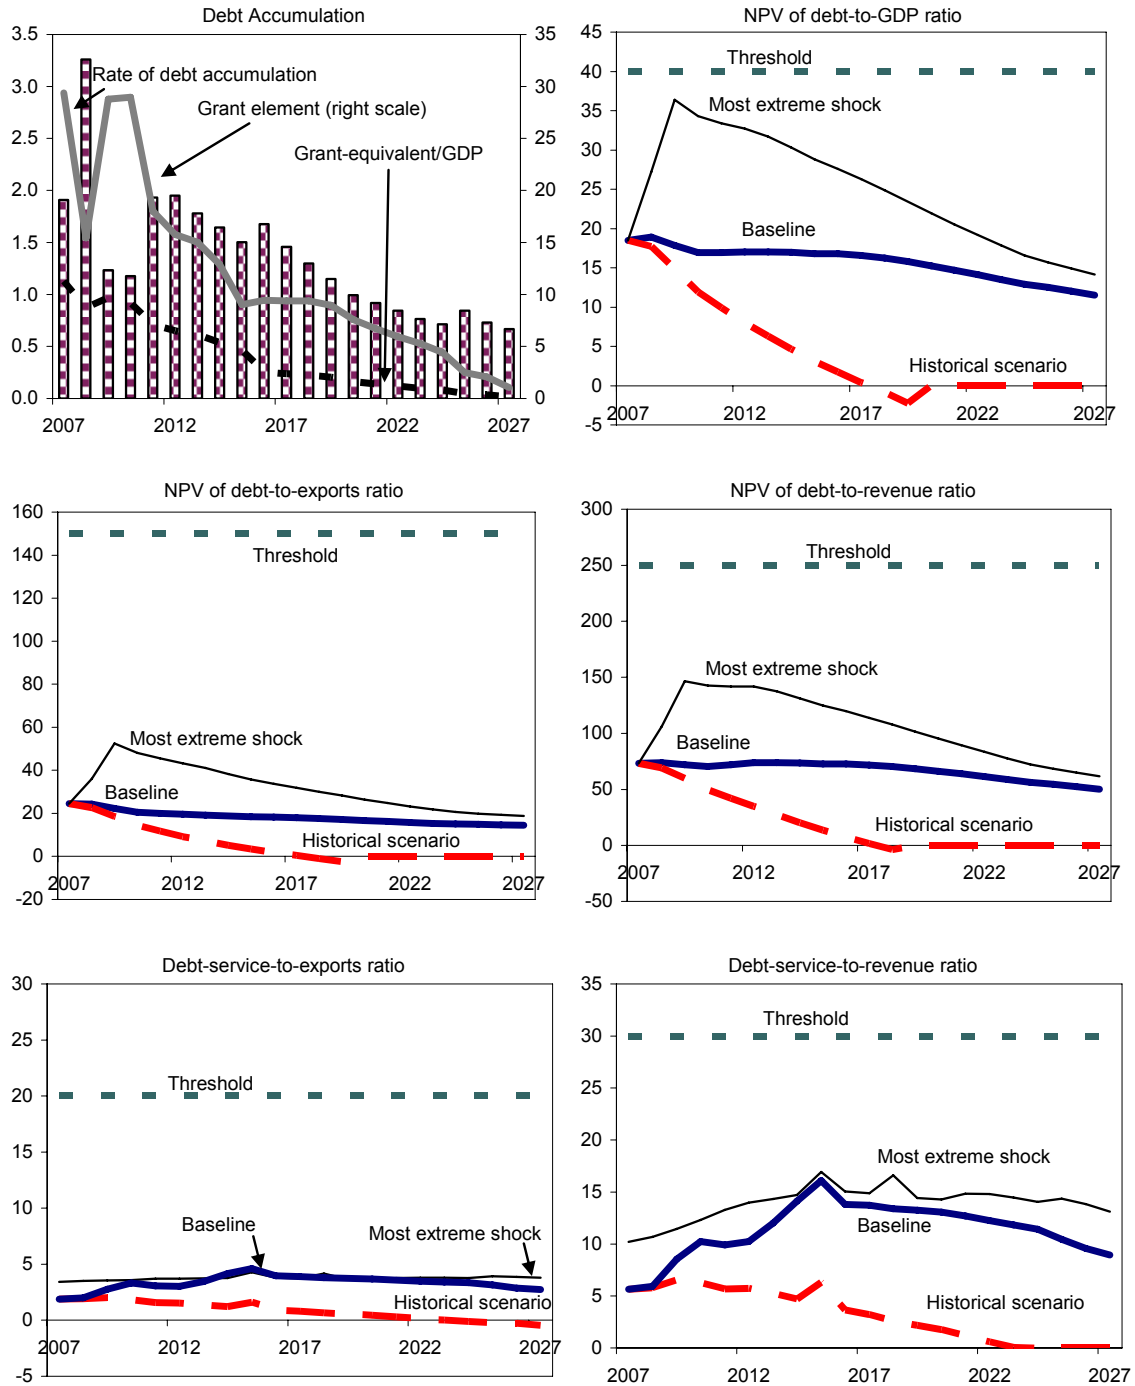 Debt Accumulation
3.5
3.0
2.5
2.0
1.5
1.0
0.5
0.0
35
30
25
20
15
10
5
0
Rate of debt accumulation
Grant element (right scale)
Grant-equivalent/GDP
2007 2012 2017 2022 2027
NPV of debt-to-GDP ratio
45
40
35
30
25
20
15
10
5
0
-5
Threshold
Most extreme shock
Baseline
Historical scenario
2007 2012 2017 2022 2027
NPV of debt-to-exports ratio
160
140
120
100
80
60
40
20
0
-20
Threshold
Most extreme shock
Baseline
Historical scenario
2007 2012 2017 2022 2027
NPV of debt-to-revenue ratio
300
250
200
150
100
50
0
-50
Threshold
Most extreme shock
Baseline
Historical scenario
2007 2012 2017 2022 2027
Debt-service-to-exports ratio
30
25
20
15
10
5
0
-5
Threshold
Baseline
Most extreme shock
Historical scenario
2007 2012 2017 2022 2027
Debt-service-to-revenue ratio
35
30
25
20
15
10
5
0
Threshold
Most extreme shock
Baseline
Historical scenario
2007 2012 2017 2022 2027